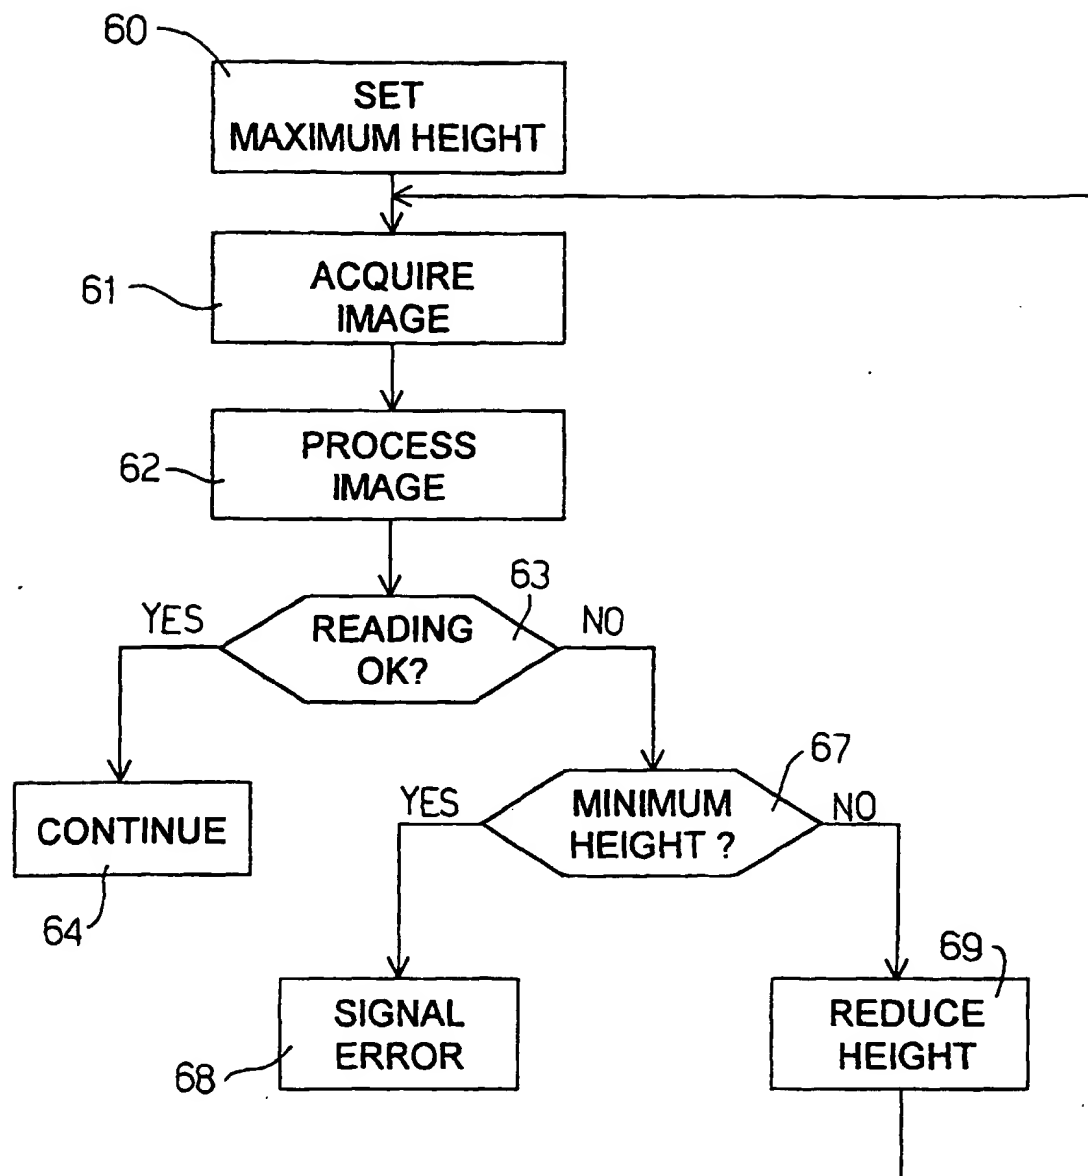 60
SET
MAXIMUM HEIGHT
61
ACQUIRE
IMAGE
62
PROCESS
IMAGE
63
YES
READING
OK?
NO
67
CONTINUE
64
YES
MINIMUM
HEIGHT ?
NO
69
SIGNAL
ERROR
68
REDUCE
HEIGHT